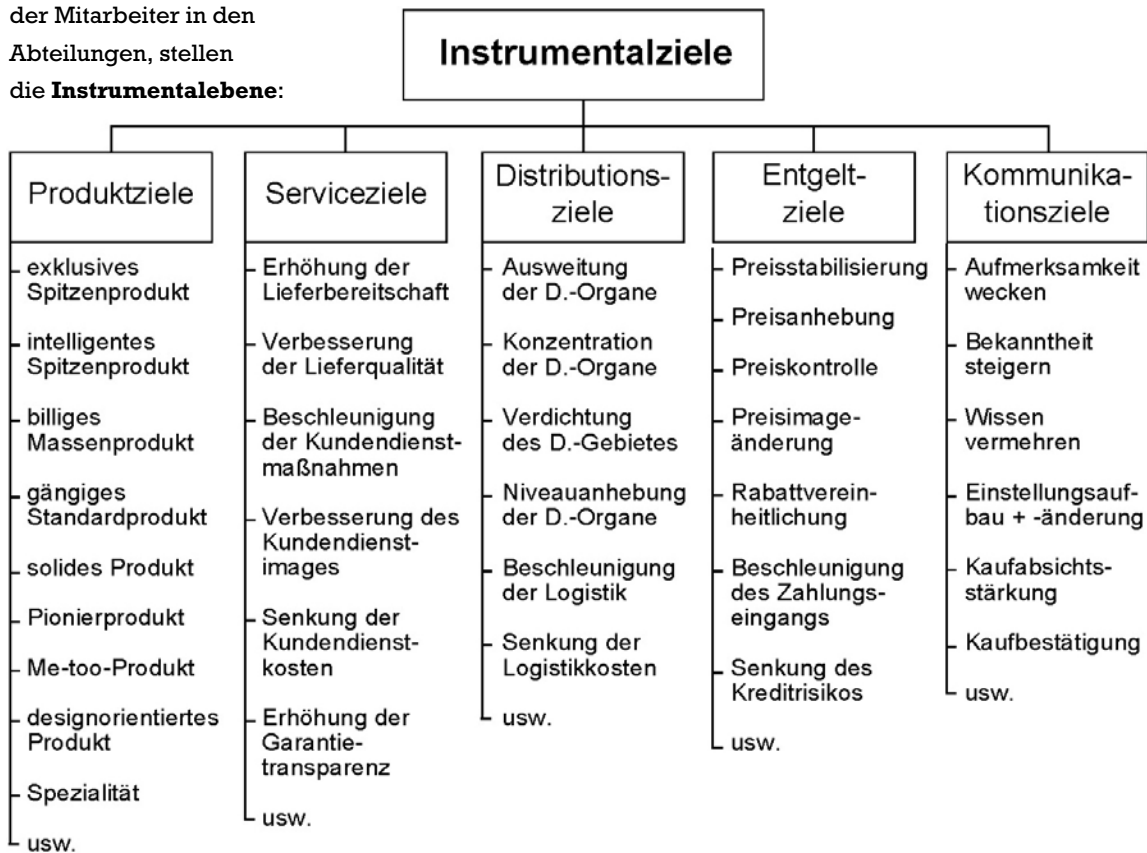 der Mitarbeiter in den
Abteilungen, stellen
die Instrumentalebene:
Instrumentalziele
Produktziele
exklusives
Spitzenprodukt
intelligentes
Spitzenprodukt
billiges
Massenprodukt
gängiges
Standardprodukt
solides Produkt
Pionierprodukt
Me-too-Produkt
designorientiertes
Produkt
Spezialität
usw.
Serviceziele
Erhöhung der
Lieferbereitschaft
Verbesserung
der Lieferqualität
Beschleunigung
der Kundendienst-
maßnahmen
Verbesserung des
Kundendienst-
images
Senkung der
Kundendienst-
kosten
Erhöhung der
Garantie-
transparenz
usw.
Distributions-
ziele
Ausweitung
der D.-Organe
Konzentration
der D.-Organe
Verdichtung
des D.-Gebietes
Niveauanhebung
der D.-Organe
Beschleunigung
der Logistik
Senkung der
Logistikkosten
usw.
Entgelt-
ziele
Preisstabilisierung
Preisanhebung
Preiskontrolle
Preisimage-
änderung
Rabattverein-
heitlichung
Beschleunigung
des Zahlungs-
eingangs
Senkung des
Kreditrisikos
usw.
Kommunika-
tionsziele
Aufmerksamkeit
wecken
Bekanntheit
steigern
Wissen
vermehren
Einstellungsauf-
bau + -änderung
Kaufabsichts-
stärkung
Kaufbestätigung
usw.